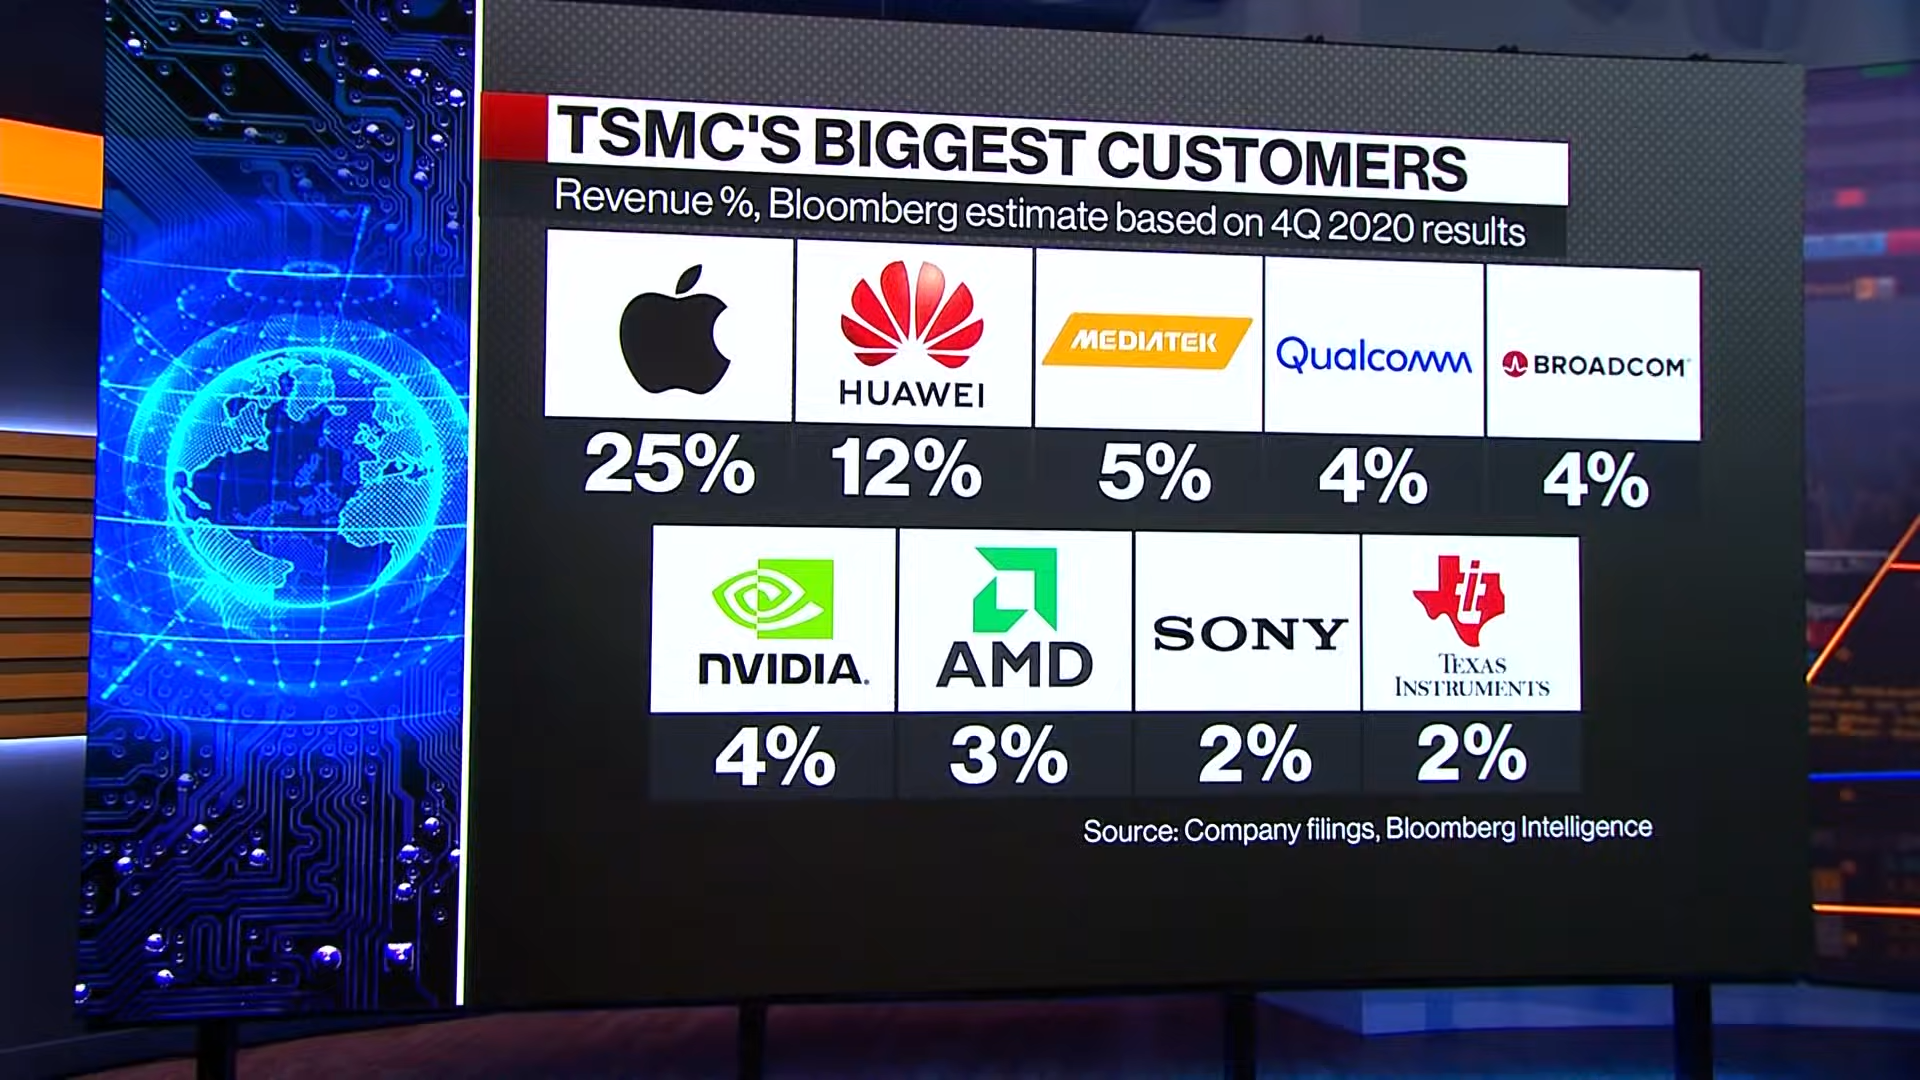 TSMC'S BIGGEST CUSTOMERS
Revenue %, Bloomberg estimate based on 4Q 2020 results
HUAWEI
MEDIATEK
Qualcomm
BROADCOM
25%
12%
5%
4%
4%
NVIDIA
AMD
SONY
ti
TEXAS
INSTRUMENTS
4%
3%
2%
2%
Source: Company filings, Bloomberg Intelligence